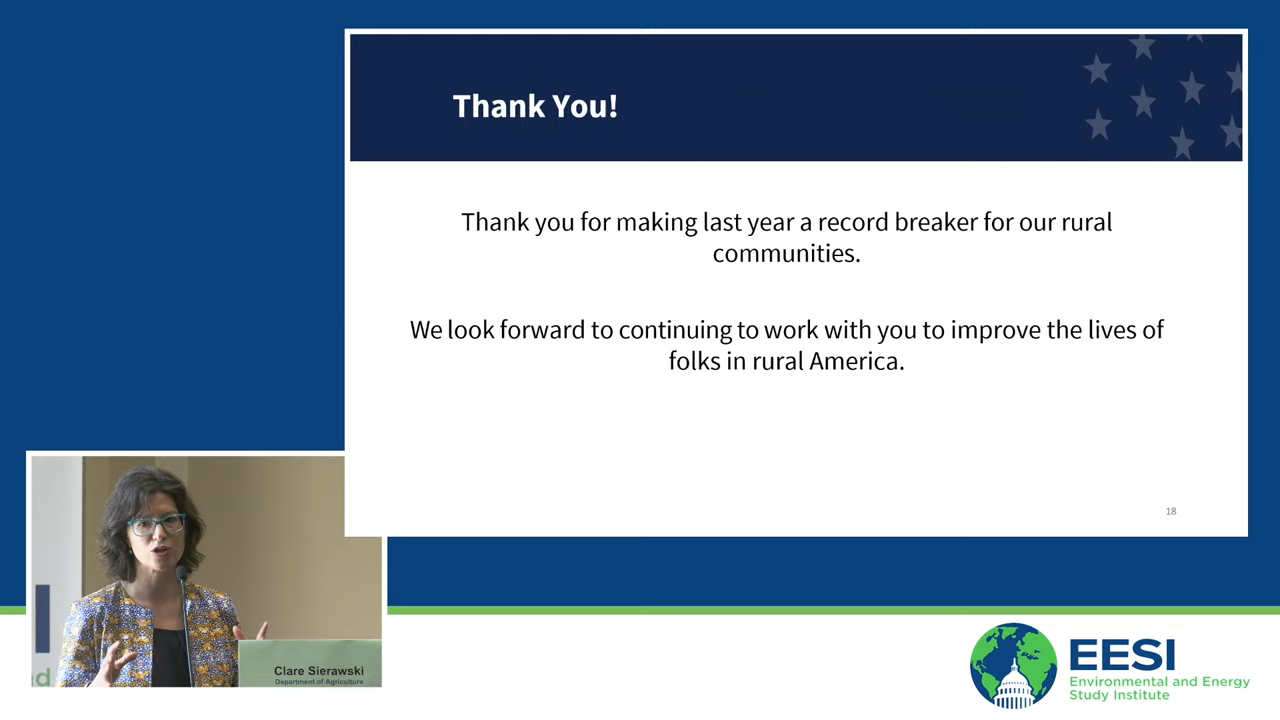 Thank You!
Thank you for making last year a record breaker for our rural
communities.
We look forward to continuing to work with you to improve the lives of
folks in rural America.
18
nd
Clare Sierawski
Department of Agriculture
EESI
Environmental and Energy
Study Institute